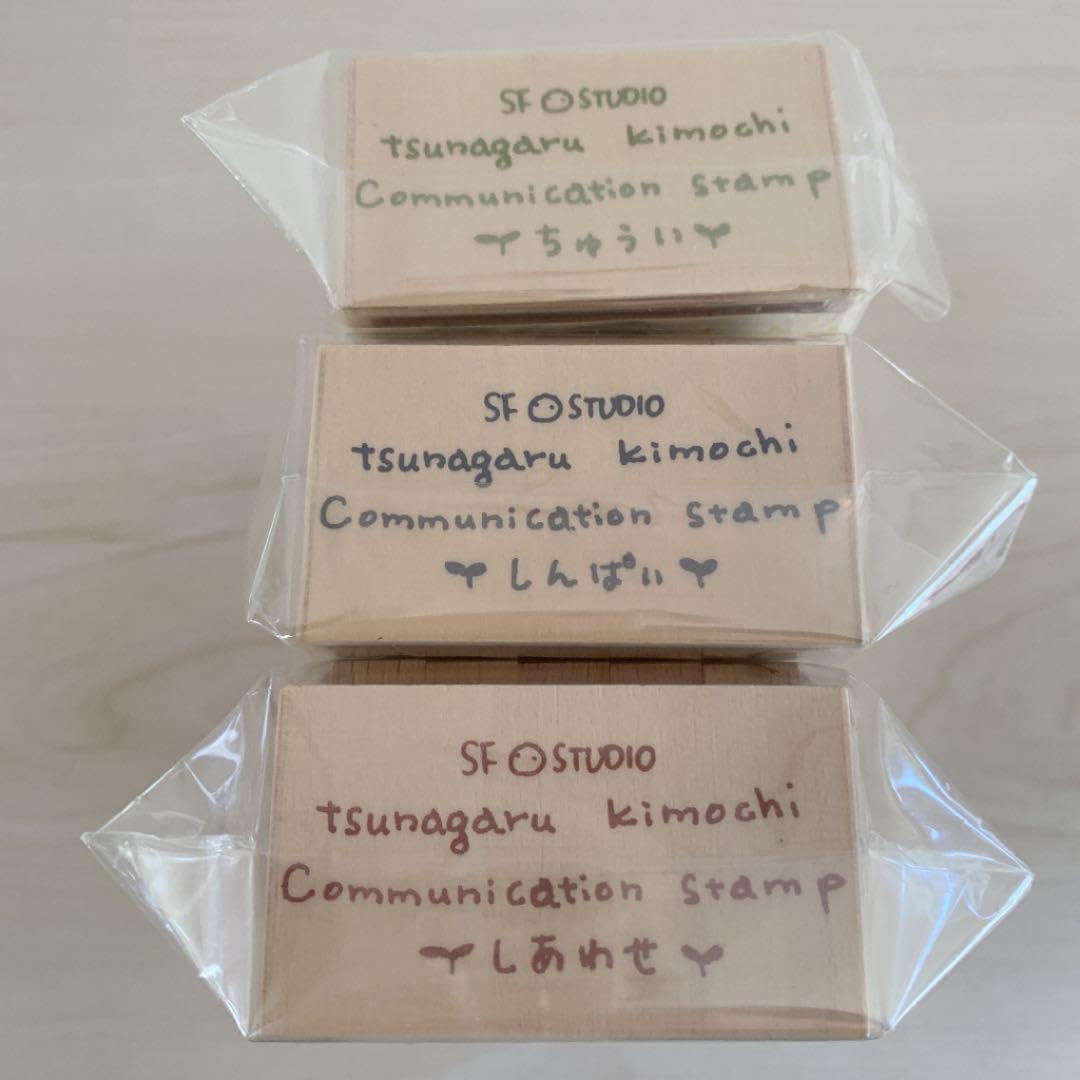 SF STUDIO
tsunagaru kimochi
Communication stamp
ちゅうい
SF STUDIO
tsunagaru kimochi
Communication stamp
しんぱい
SF STUDIO
tsunagaru kimochi
Communication stamp
しあわせ